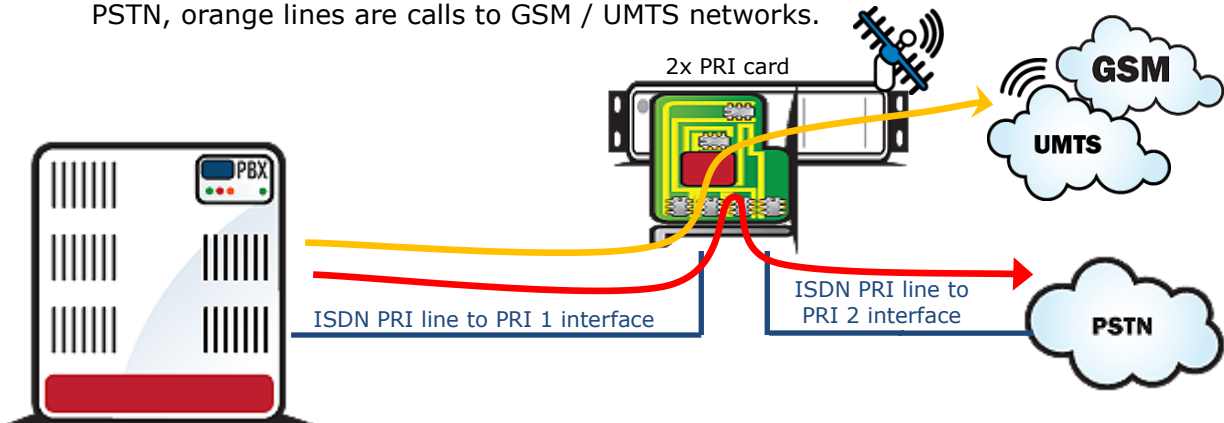 PSTN, orange lines are calls to GSM / UMTS networks.
2x PRI card
GSM
UMTS
PBX
ISDN PRI line to PRI 1 interface
ISDN PRI line to
PRI 2 interface
PSTN